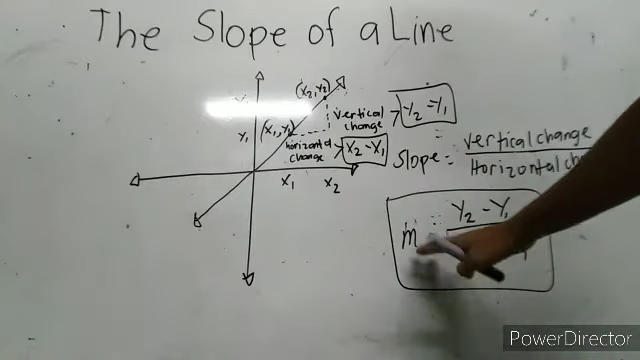 The Slope of a Line
(X2, Y2)
vertical change
Y2 - Y1
Y1
(X1, Y1)
horizontal change
X2 - X1
Slope =
vertical change
Horizontal
X1
X2
m = Y2 - Y1
PowerDirector